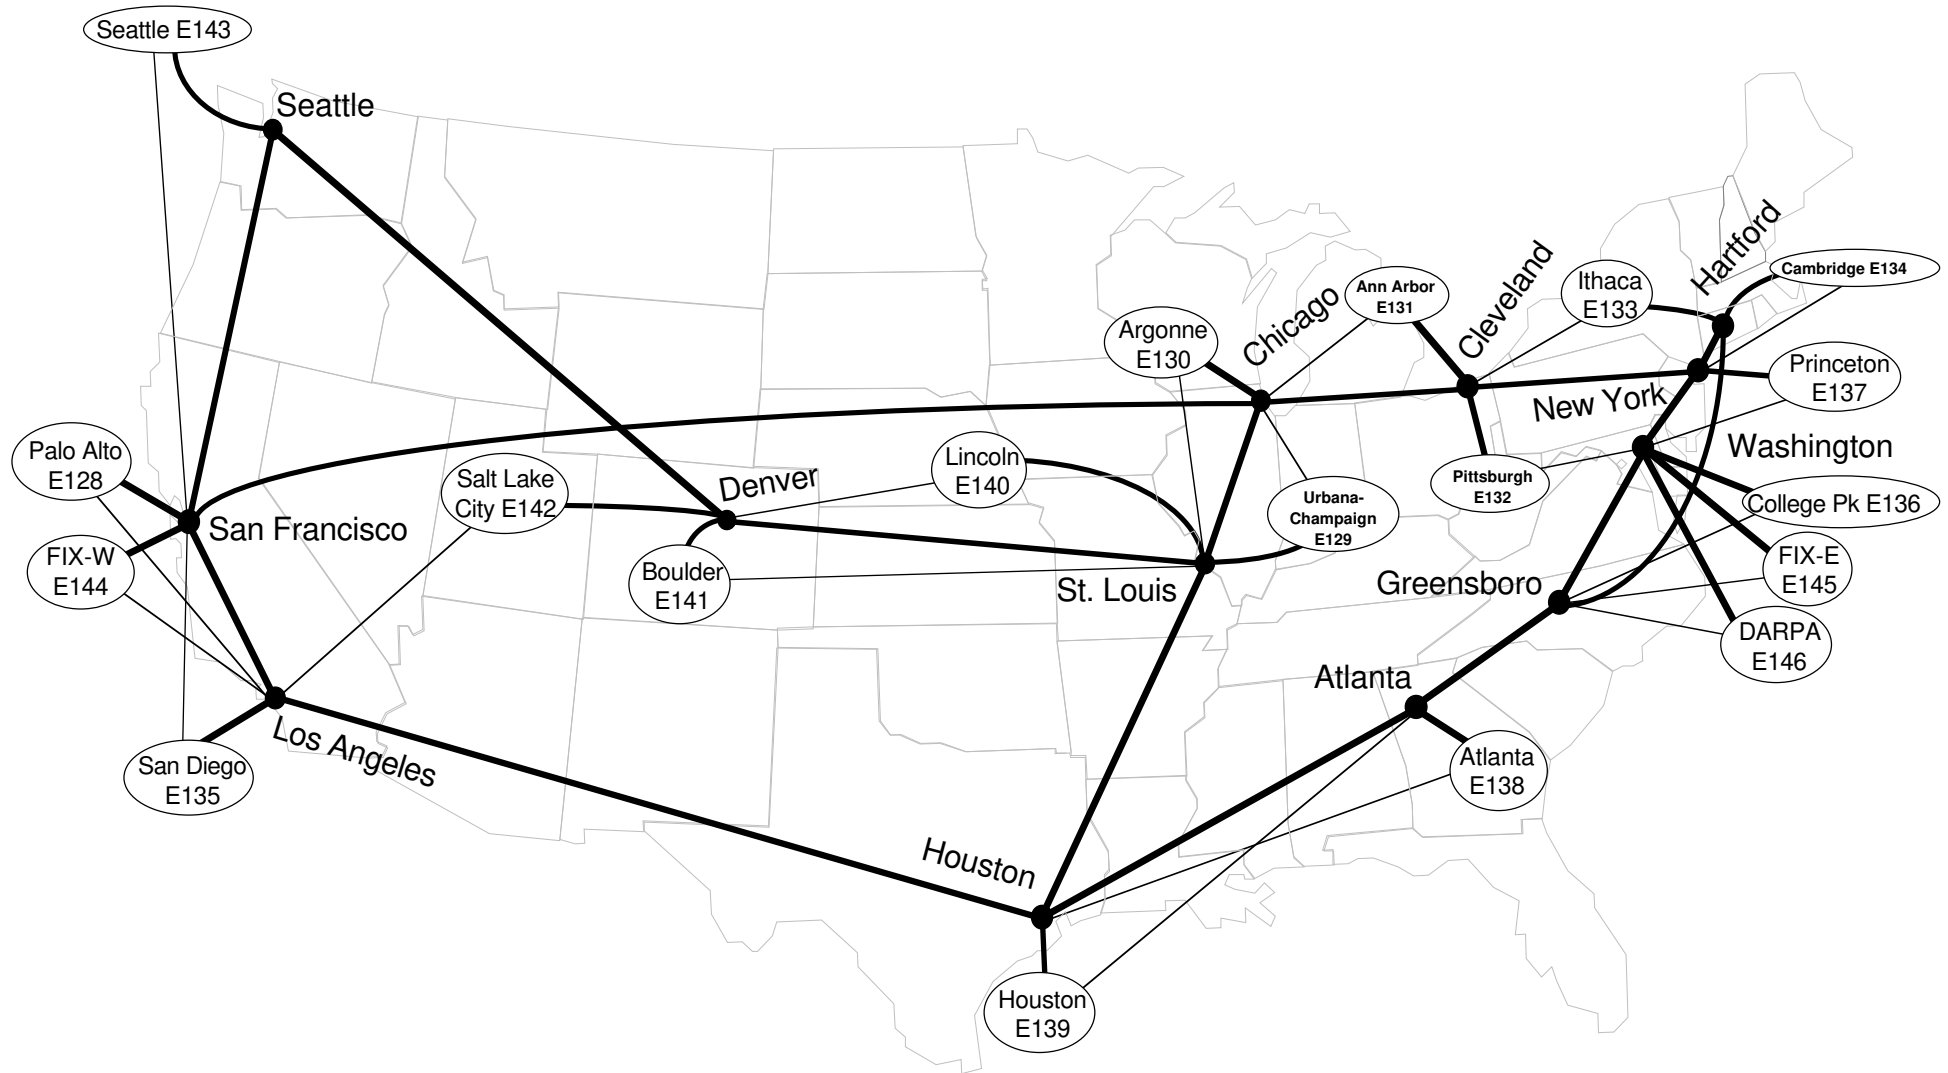 Seattle E143
Seattle
Hartford
Cambridge E134
Ann Arbor
E131
Cleveland
Ithaca
E133
Chicago
Argonne
E130
Princeton
E137
New York
Washington
Palo Alto
E128
Salt Lake
City E142
Denver
Lincoln
E140
Pittsburgh
E132
Urbana-
Champaign
E129
College Pk E136
San Francisco
FIX-W
E144
Boulder
E141
St. Louis
Greensboro
FIX-E
E145
DARPA
E146
Atlanta
Los Angeles
San Diego
E135
Atlanta
E138
Houston
Houston
E139